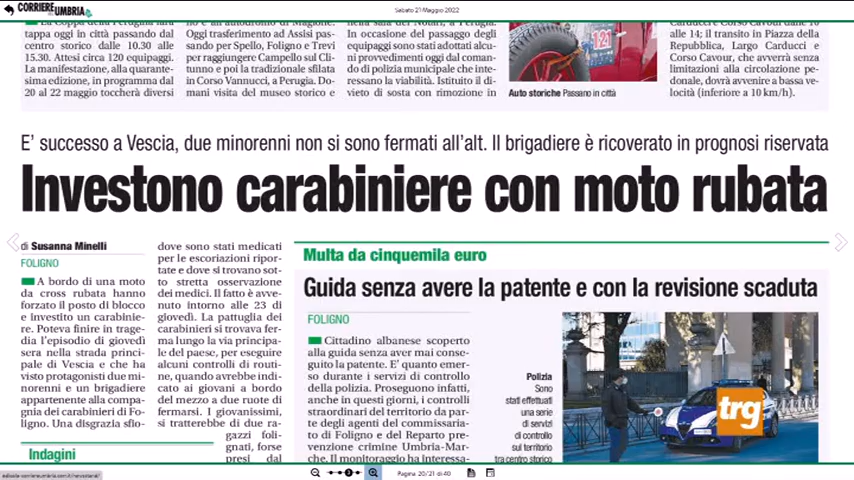 CORRIERE dell'UMBRIA
Sabato 21 Maggio 2022
La Coppa della Perugina farà
tappa oggi in città passando dal
centro storico dalle 10.30 alle
15.30. Attesi circa 120 equipaggi.
La manifestazione, alla quarante-
sima edizione, in programma dal
20 al 22 maggio toccherà diversi
no e all'autodromo di Magione.
Oggi trasferimento ad Assisi pas-
sando per Spello, Foligno e Trevi
per raggiungere Campello sul Cli-
tunno e poi la tradizionale sfilata
in Corso Vannucci, a Perugia. Do-
mani visita del museo storico e
nella sala dei Notari, a Perugia.
In occasione del passaggio degli
equipaggi sono stati adottati alcu-
ni provvedimenti oggi dal coman-
do di polizia municipale che inte-
ressano la viabilità. Istituito il di-
vieto di sosta con rimozione in
121
Auto storiche Passano in città
Carducci e Corso Cavour dalle 10
alle 14; il transito in Piazza della
Repubblica, Largo Carducci e
Corso Cavour, che avverrà senza
limitazioni alla circolazione pe-
donale, dovrà avvenire a bassa ve-
locità (inferiore a 10 km/h).
E' successo a Vescia, due minorenni non si sono fermati all'alt. Il brigadiere è ricoverato in prognosi riservata
Investono carabiniere con moto rubata
di Susanna Minelli
FOLIGNO
A bordo di una moto
da cross rubata hanno
forzato il posto di blocco
e investito un carabinie-
re. Poteva finire in trage-
dia l'episodio di giovedì
sera nella strada princi-
pale di Vescia e che ha
visto protagonisti due mi-
norenni e un brigadiere
appartenente alla compa-
gnia dei carabinieri di Fo-
ligno. Una disgrazia sfio-
Indagini
dove sono stati medicati
per le escoriazioni ripor-
tate e dove si trovano sot-
to stretta osservazione
dei medici. Il fatto è avve-
nuto intorno alle 23 di
giovedì. La pattuglia dei
carabinieri si trovava fer-
ma lungo la via principa-
le del paese, per eseguire
alcuni controlli di routi-
ne, quando avrebbe indi-
cato ai giovani a bordo
del mezzo a due ruote di
fermarsi. I giovanissimi,
si tratterebbe di due ra-
gazzi foli-
gnati, forse
presi dal
Multa da cinquemila euro
Guida senza avere la patente e con la revisione scaduta
FOLIGNO
Cittadino albanese scoperto
alla guida senza aver mai conse-
guito la patente. E' quanto emer-
so durante i servizi di controllo
della polizia. Proseguono, infatti,
anche in questi giorni, i controlli
straordinari del territorio da par-
te degli agenti del commissaria-
to di Foligno e del Reparto pre-
venzione crimine Umbria-Mar-
che. Il monitoraggio ha interessa-
Polizia
Sono
stati effettuati
una serie
di servizi
di controllo
sul territorio
tra centro storico
trg
Pagina 20/21 di 40